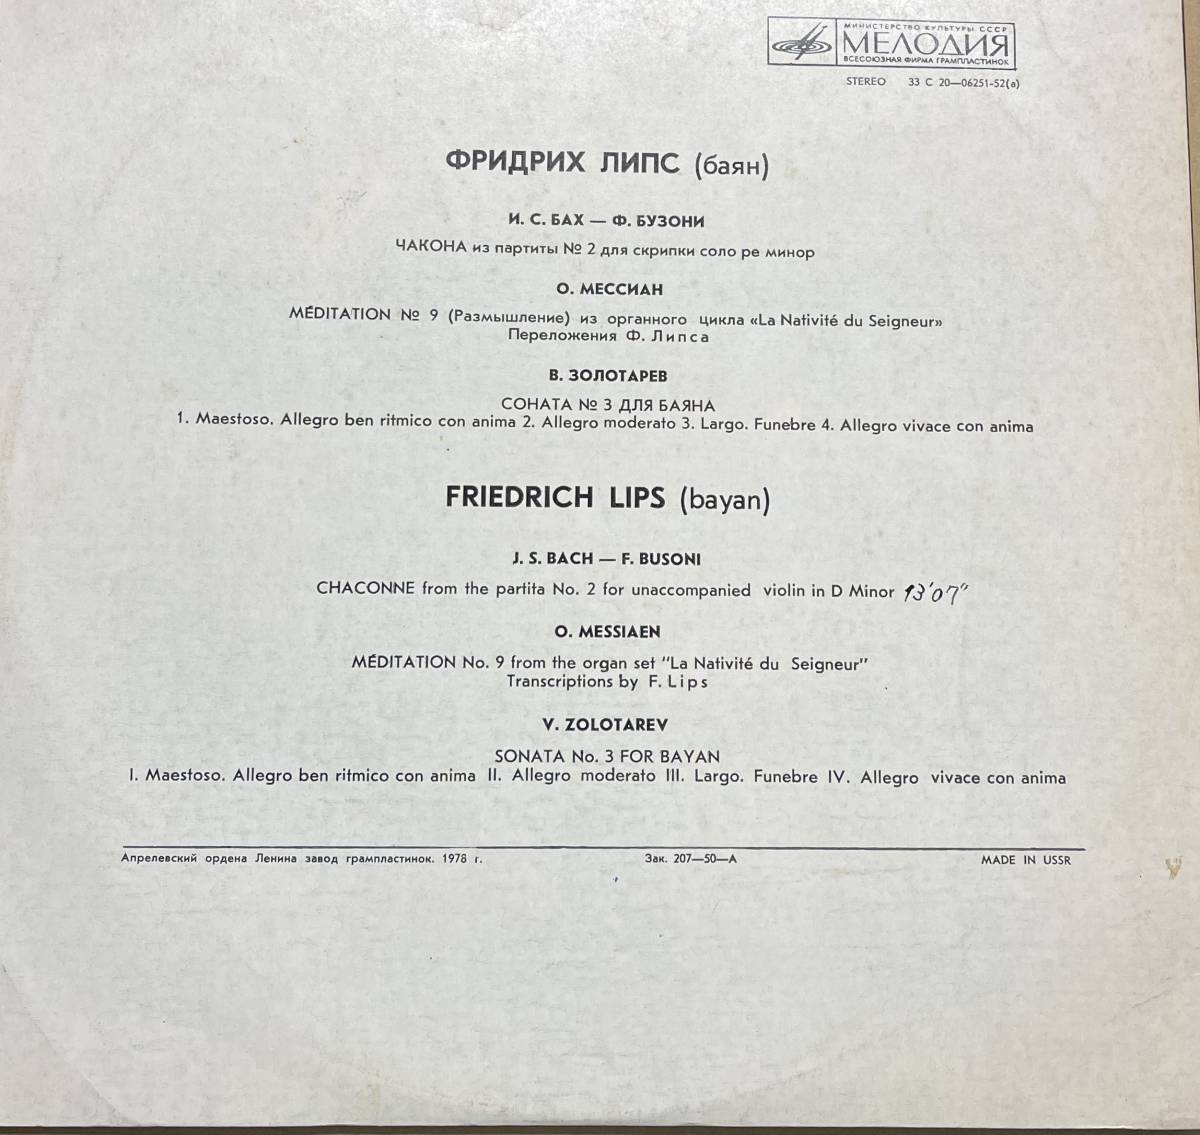 МИНИСТЕРСТВО КУЛЬТУРЫ СССР
МЕЛОДИЯ
ВСЕСОЮЗНАЯ ФИРМА ГРАМПЛАСТИНОК
STEREO 33 С 20—06251-52(а)
ФРИДРИХ ЛИПС (баян)
И. С. БАХ — Ф. БУЗОНИ
ЧАКОНА из партиты № 2 для скрипки соло ре минор
О. МЕССИАН
MÉDITATION № 9 (Размышление) из органного цикла «La Nativité du Seigneur»
Переложения Ф. Липса
В. ЗОЛОТАРЕВ
СОНАТА № 3 ДЛЯ БАЯНА
1. Maestoso. Allegro ben ritmico con anima 2. Allegro moderato 3. Largo. Funebre 4. Allegro vivace con anima
FRIEDRICH LIPS (bayan)
J. S. BACH — F. BUSONI
CHACONNE from the partita No. 2 for unaccompanied violin in D Minor 13'07"
O. MESSIAEN
MÉDITATION No. 9 from the organ set "La Nativité du Seigneur"
Transcriptions by F. Lips
V. ZOLOTAREV
SONATA No. 3 FOR BAYAN
I. Maestoso. Allegro ben ritmico con anima II. Allegro moderato III. Largo. Funebre IV. Allegro vivace con anima
Апрелевский ордена Ленина завод грампластинок. 1978 г. Зак. 207—50—А MADE IN USSR